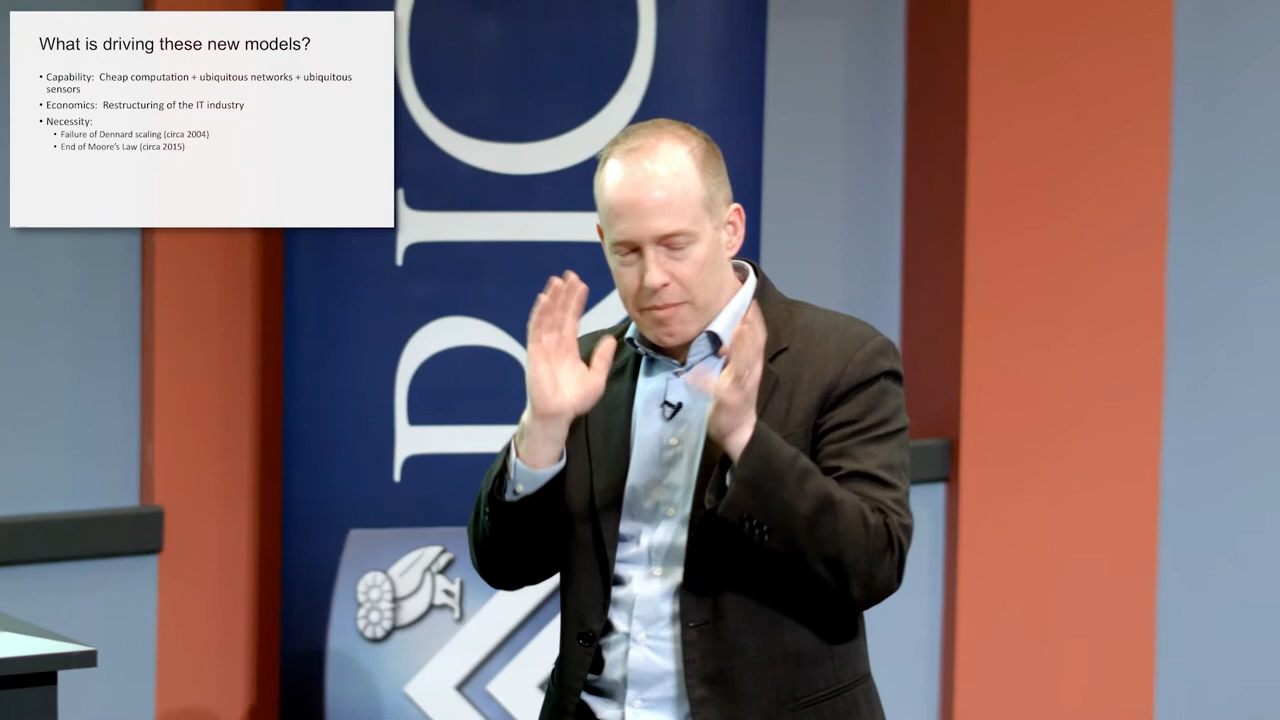 What is driving these new models?
• Capability: Cheap computation + ubiquitous networks + ubiquitous
sensors
• Economics: Restructuring of the IT industry
• Necessity:
• Failure of Dennard scaling (circa 2004)
• End of Moore's Law (circa 2015)
RIC